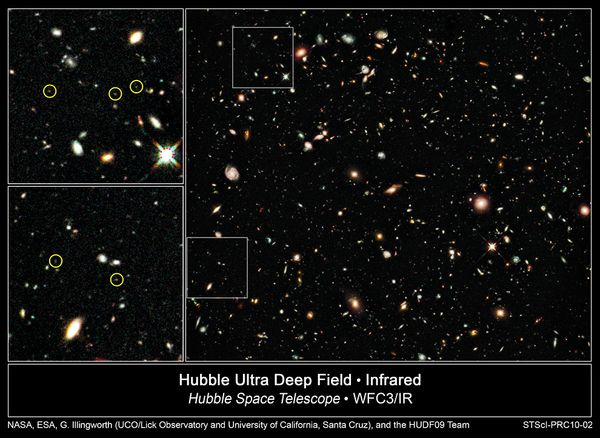 Hubble Ultra Deep Field • Infrared
Hubble Space Telescope • WFC3/IR
NASA, ESA, G. Illingworth (UCO/Lick Observatory and University of California, Santa Cruz), and the HUDF09 Team STScI-PRC10-02